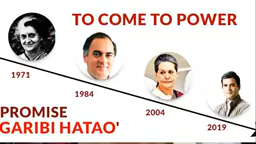 TO COME TO POWER
1971
1984
2004
2019
PROMISE
GARIBI HATAO'